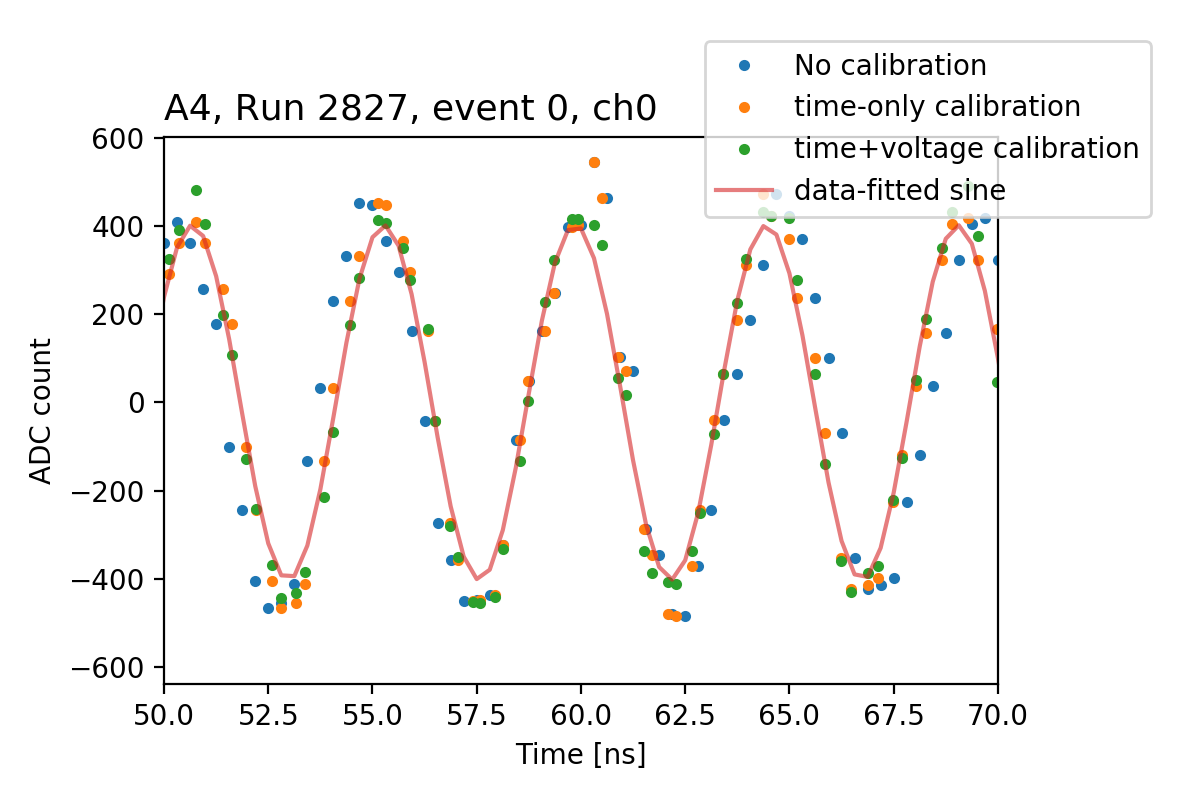 No calibration
time-only calibration
time+voltage calibration
data-fitted sine
A4, Run 2827, event 0, ch0
600
400
200
0
−200
−400
−600
ADC count
50.0 52.5 55.0 57.5 60.0 62.5 65.0 67.5 70.0
Time [ns]